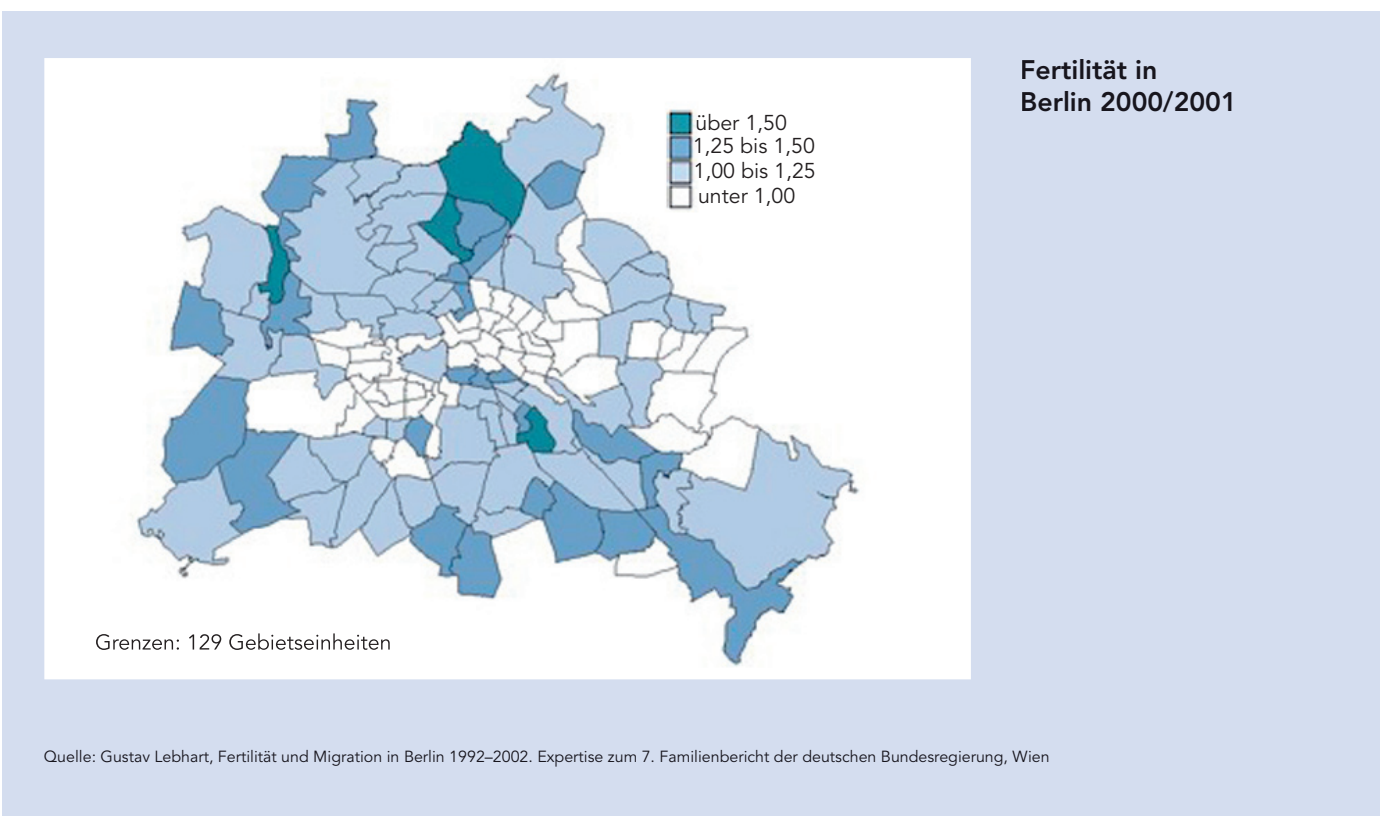 Fertilität in
Berlin 2000/2001
über 1,50
1,25 bis 1,50
1,00 bis 1,25
unter 1,00
Grenzen: 129 Gebietseinheiten
Quelle: Gustav Lebhart, Fertilität und Migration in Berlin 1992–2002. Expertise zum 7. Familienbericht der deutschen Bundesregierung, Wien